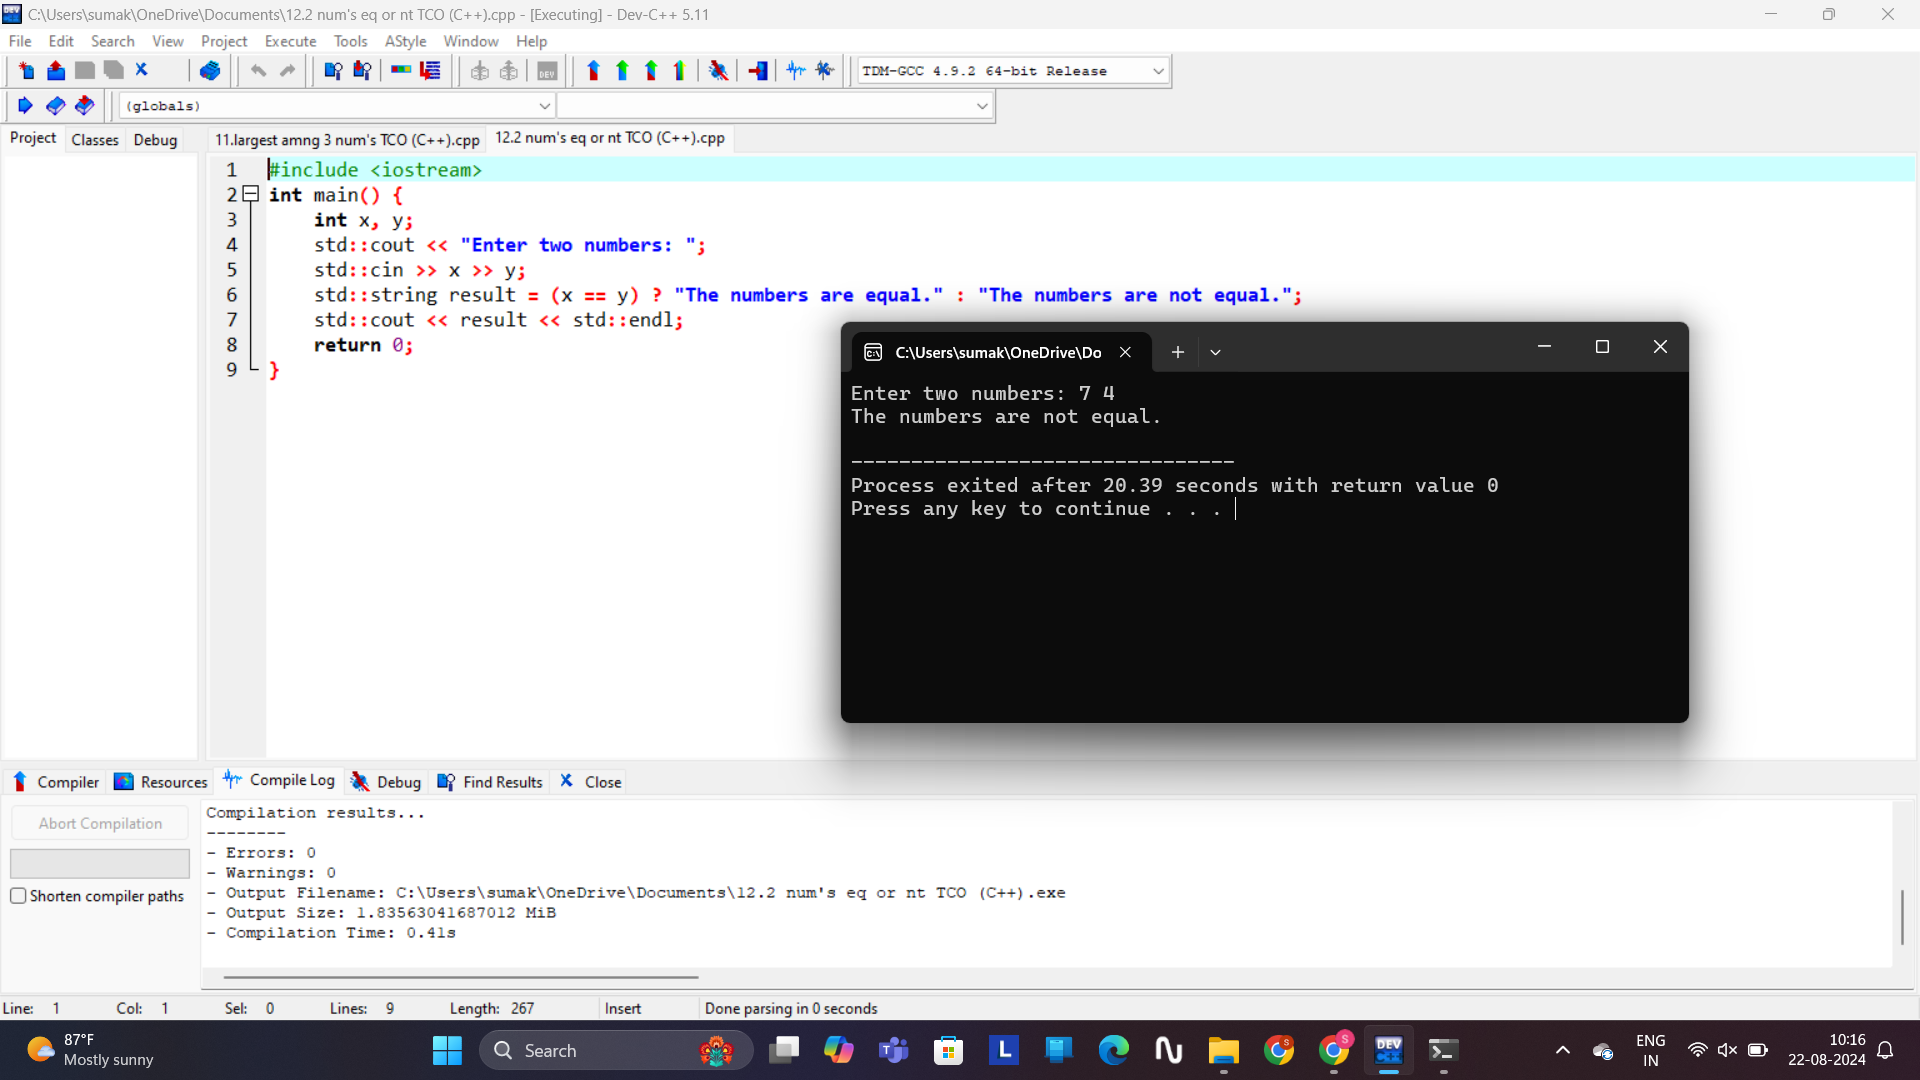 C:\Users\sumak\OneDrive\Documents\12.2 num's eq or nt TCO (C++).cpp - [Executing] - Dev-C++ 5.11
File Edit Search View Project Execute Tools AStyle Window Help
TDM-GCC 4.9.2 64-bit Release
(globals)
Project Classes Debug
11.largest amng 3 num's TCO (C++).cpp 12.2 num's eq or nt TCO (C++).cpp
1 #include <iostream>
2 int main() {
3 int x, y;
4 std::cout << "Enter two numbers: ";
5 std::cin >> x >> y;
6 std::string result = (x == y) ? "The numbers are equal." : "The numbers are not equal.";
7 std::cout << result << std::endl;
8 return 0;
9 }
C:\Users\sumak\OneDrive\Do
Enter two numbers: 7 4
The numbers are not equal.
--------------------------------
Process exited after 20.39 seconds with return value 0
Press any key to continue . . .
Compiler Resources Compile Log Debug Find Results Close
Abort Compilation
Shorten compiler paths
Compilation results...
--------
- Errors: 0
- Warnings: 0
- Output Filename: C:\Users\sumak\OneDrive\Documents\12.2 num's eq or nt TCO (C++).exe
- Output Size: 1.83563041687012 MiB
- Compilation Time: 0.41s
Line: 1 Col: 1 Sel: 0 Lines: 9 Length: 267 Insert Done parsing in 0 seconds
87°F
Mostly sunny
Search
L
DEV
C++
ENG
IN
10:16
22-08-2024